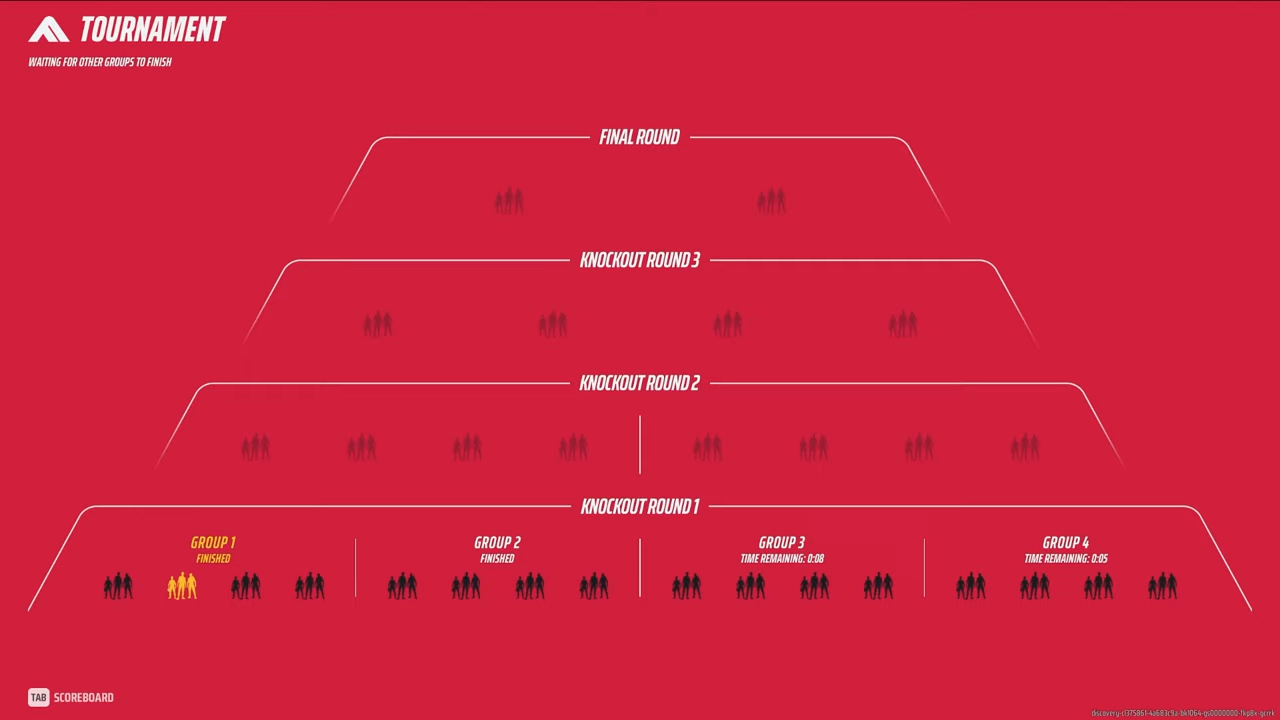 TOURNAMENT
WAITING FOR OTHER GROUPS TO FINISH
FINAL ROUND
KNOCKOUT ROUND 3
KNOCKOUT ROUND 2
KNOCKOUT ROUND 1
GROUP 1
FINISHED
GROUP 2
FINISHED
GROUP 3
TIME REMAINING: 0:08
GROUP 4
TIME REMAINING: 0:05
TAB SCOREBOARD